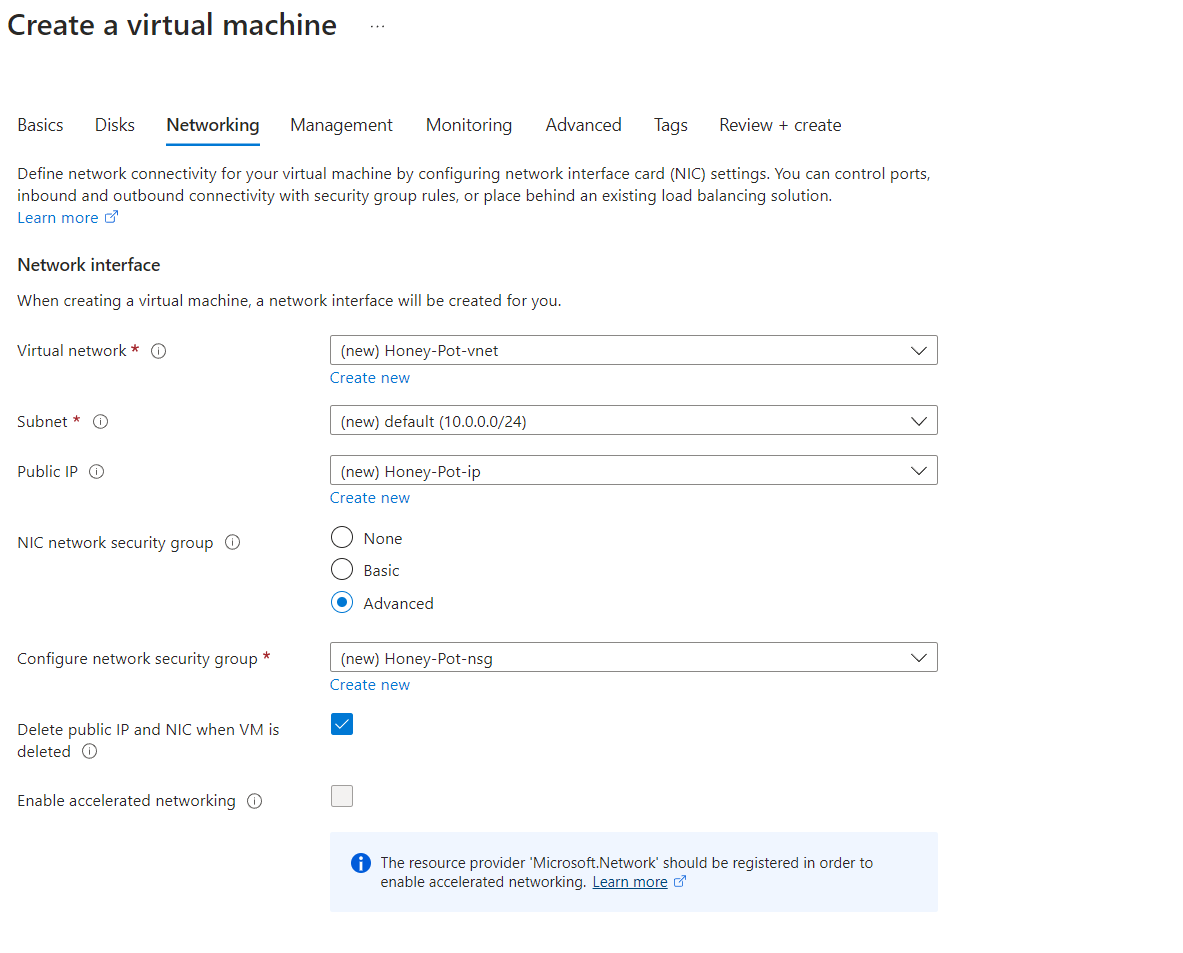 Create a virtual machine ...
Basics Disks Networking Management Monitoring Advanced Tags Review + create
Define network connectivity for your virtual machine by configuring network interface card (NIC) settings. You can control ports,
inbound and outbound connectivity with security group rules, or place behind an existing load balancing solution.
Learn more
Network interface
When creating a virtual machine, a network interface will be created for you.
Virtual network *
(new) Honey-Pot-vnet
Create new
Subnet *
(new) default (10.0.0.0/24)
Public IP
(new) Honey-Pot-ip
Create new
NIC network security group
None
Basic
Advanced
Configure network security group *
(new) Honey-Pot-nsg
Create new
Delete public IP and NIC when VM is
deleted
Enable accelerated networking
The resource provider 'Microsoft.Network' should be registered in order to
enable accelerated networking. Learn more